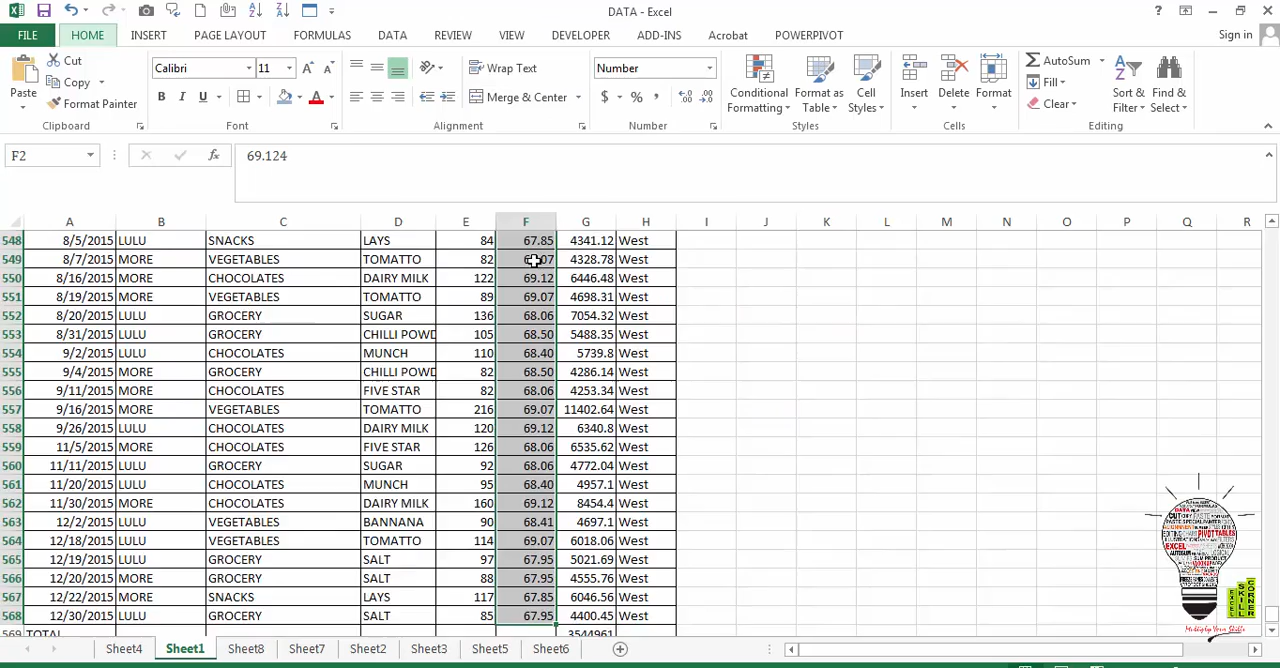 DATA - Excel
?
FILE HOME INSERT PAGE LAYOUT FORMULAS DATA REVIEW VIEW DEVELOPER ADD-INS Acrobat POWERPIVOT Sign in
Paste Cut Copy Format Painter Clipboard
Calibri 11 B I U A Font
Wrap Text Merge & Center Alignment
Number $ % , Number
Conditional Formatting Format as Table Cell Styles Styles
Insert Delete Format Cells
AutoSum Fill Clear Sort & Filter Find & Select Editing
F2 fx 69.124
A B C D E F G H I J K L M N O P Q R
548 8/5/2015 LULU SNACKS LAYS 84 67.85 4341.12 West
549 8/7/2015 MORE VEGETABLES TOMATTO 82 4328.78 West
550 8/16/2015 MORE CHOCOLATES DAIRY MILK 122 69.12 6446.48 West
551 8/19/2015 MORE VEGETABLES TOMATTO 89 69.07 4698.31 West
552 8/20/2015 LULU GROCERY SUGAR 136 68.06 7054.32 West
553 8/31/2015 LULU GROCERY CHILLI POWD 105 68.50 5488.35 West
554 9/2/2015 LULU CHOCOLATES MUNCH 110 68.40 5739.8 West
555 9/4/2015 MORE GROCERY CHILLI POWD 82 68.50 4286.14 West
556 9/11/2015 MORE CHOCOLATES FIVE STAR 82 68.06 4253.34 West
557 9/16/2015 MORE VEGETABLES TOMATTO 216 69.07 11402.64 West
558 9/26/2015 LULU CHOCOLATES DAIRY MILK 120 69.12 6340.8 West
559 11/5/2015 MORE CHOCOLATES FIVE STAR 126 68.06 6535.62 West
560 11/11/2015 LULU GROCERY SUGAR 92 68.06 4772.04 West
561 11/20/2015 LULU CHOCOLATES MUNCH 95 68.40 4957.1 West
562 11/30/2015 MORE CHOCOLATES DAIRY MILK 160 69.12 8454.4 West
563 12/2/2015 LULU VEGETABLES BANNANA 90 68.41 4697.1 West
564 12/18/2015 LULU VEGETABLES TOMATTO 114 69.07 6018.06 West
565 12/19/2015 LULU GROCERY SALT 97 67.95 5021.69 West
566 12/20/2015 MORE GROCERY SALT 88 67.95 4555.76 West
567 12/22/2015 MORE SNACKS LAYS 117 67.85 6046.56 West
568 12/30/2015 LULU GROCERY SALT 85 67.95 4400.45 West
569 TOTAL 3544961
Sheet4 Sheet1 Sheet8 Sheet7 Sheet2 Sheet3 Sheet5 Sheet6
EXCEL SKILL CORNER
Multiply Your Skills